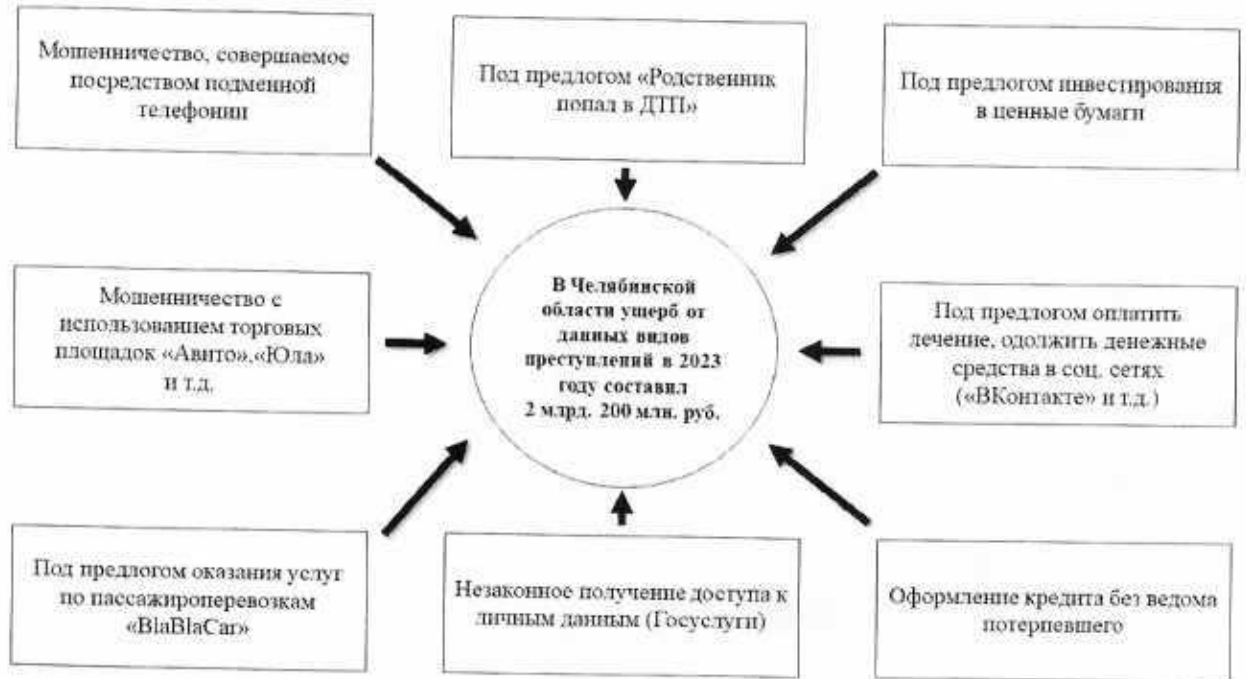 Мошенничество, совершаемое
посредством подменной
телефонии
Под предлогом «Родственник
попал в ДТП»
Под предлогом инвестирования
в ценные бумаги
Мошенничество с
использованием торговых
площадок «Авито».«Юла»
и т.д.
В Челябинской
области ущерб от
данных видов
преступлений в 2023
году составил
2 млрд. 200 млн. руб.
Под предлогом оплатить
лечение, одолжить денежные
средства в соц. сетях
(«ВКонтакте» и т.д.)
Под предлогом оказания услуг
по пассажироперевозкам
«BlaBlaCar»
Незаконное получение доступа к
личным данным (Госуслуги)
Оформление кредита без ведома
потерпевшего